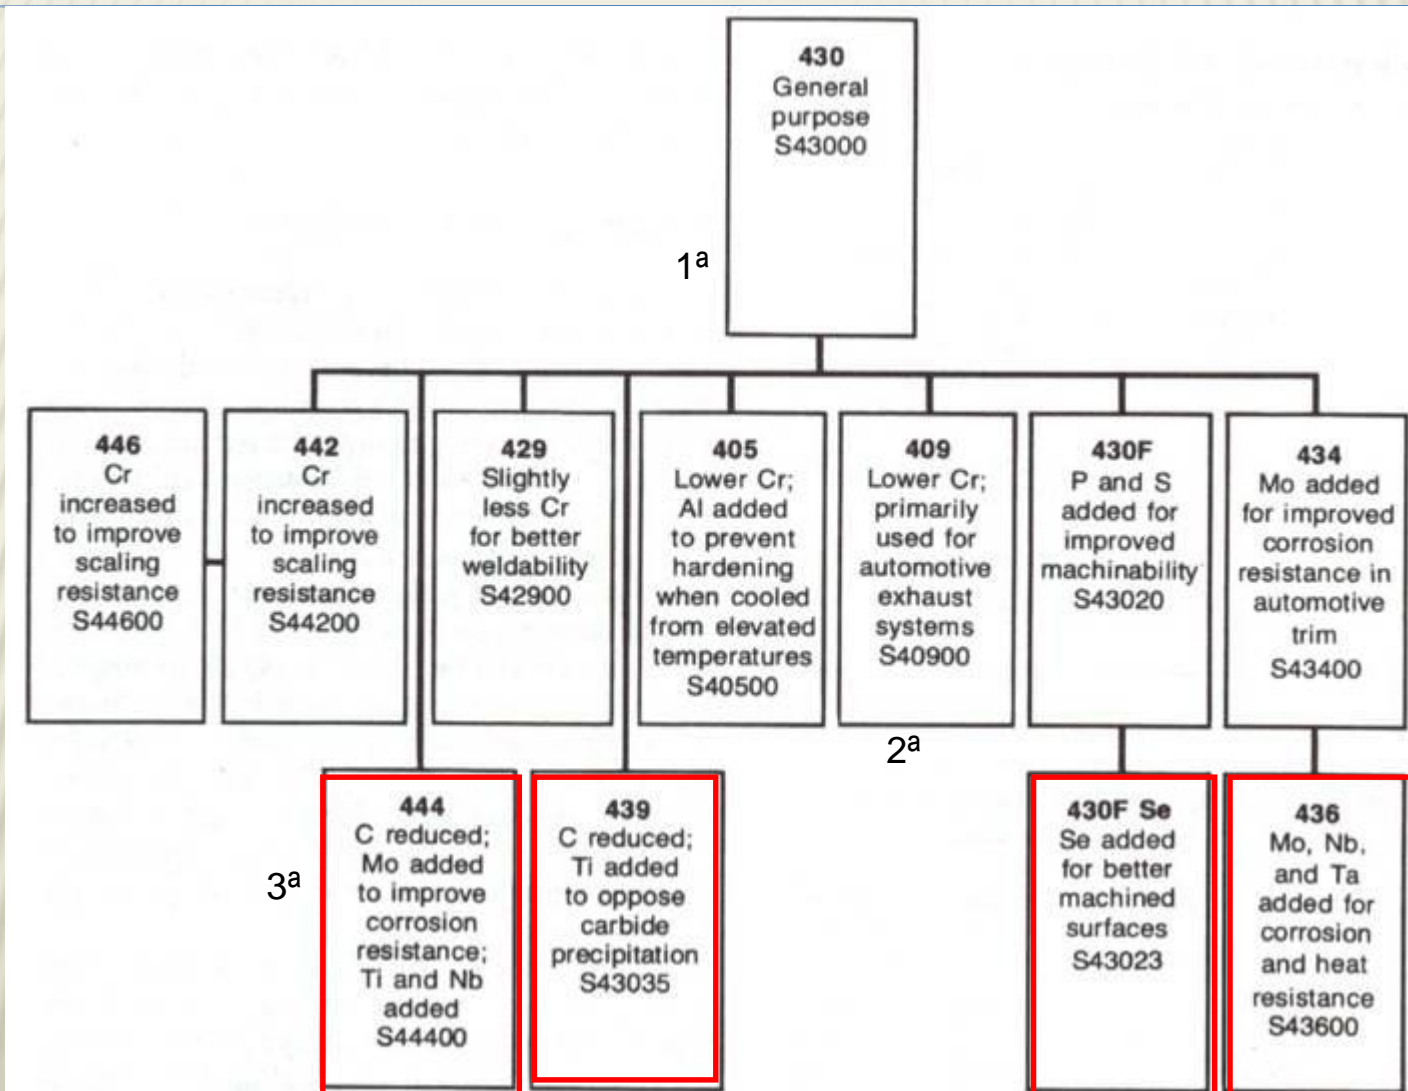 430
General
purpose
S43000
1ª
446
Cr
increased
to improve
scaling
resistance
S44600
442
Cr
increased
to improve
scaling
resistance
S44200
429
Slightly
less Cr
for better
weldability
S42900
405
Lower Cr;
Al added
to prevent
hardening
when cooled
from elevated
temperatures
S40500
409
Lower Cr;
primarily
used for
automotive
exhaust
systems
S40900
430F
P and S
added for
improved
machinability
S43020
434
Mo added
for improved
corrosion
resistance in
automotive
trim
S43400
2ª
3ª
444
C reduced;
Mo added
to improve
corrosion
resistance;
Ti and Nb
added
S44400
439
C reduced;
Ti added
to oppose
carbide
precipitation
S43035
430F Se
Se added
for better
machined
surfaces
S43023
436
Mo, Nb,
and Ta
added for
corrosion
and heat
resistance
S43600